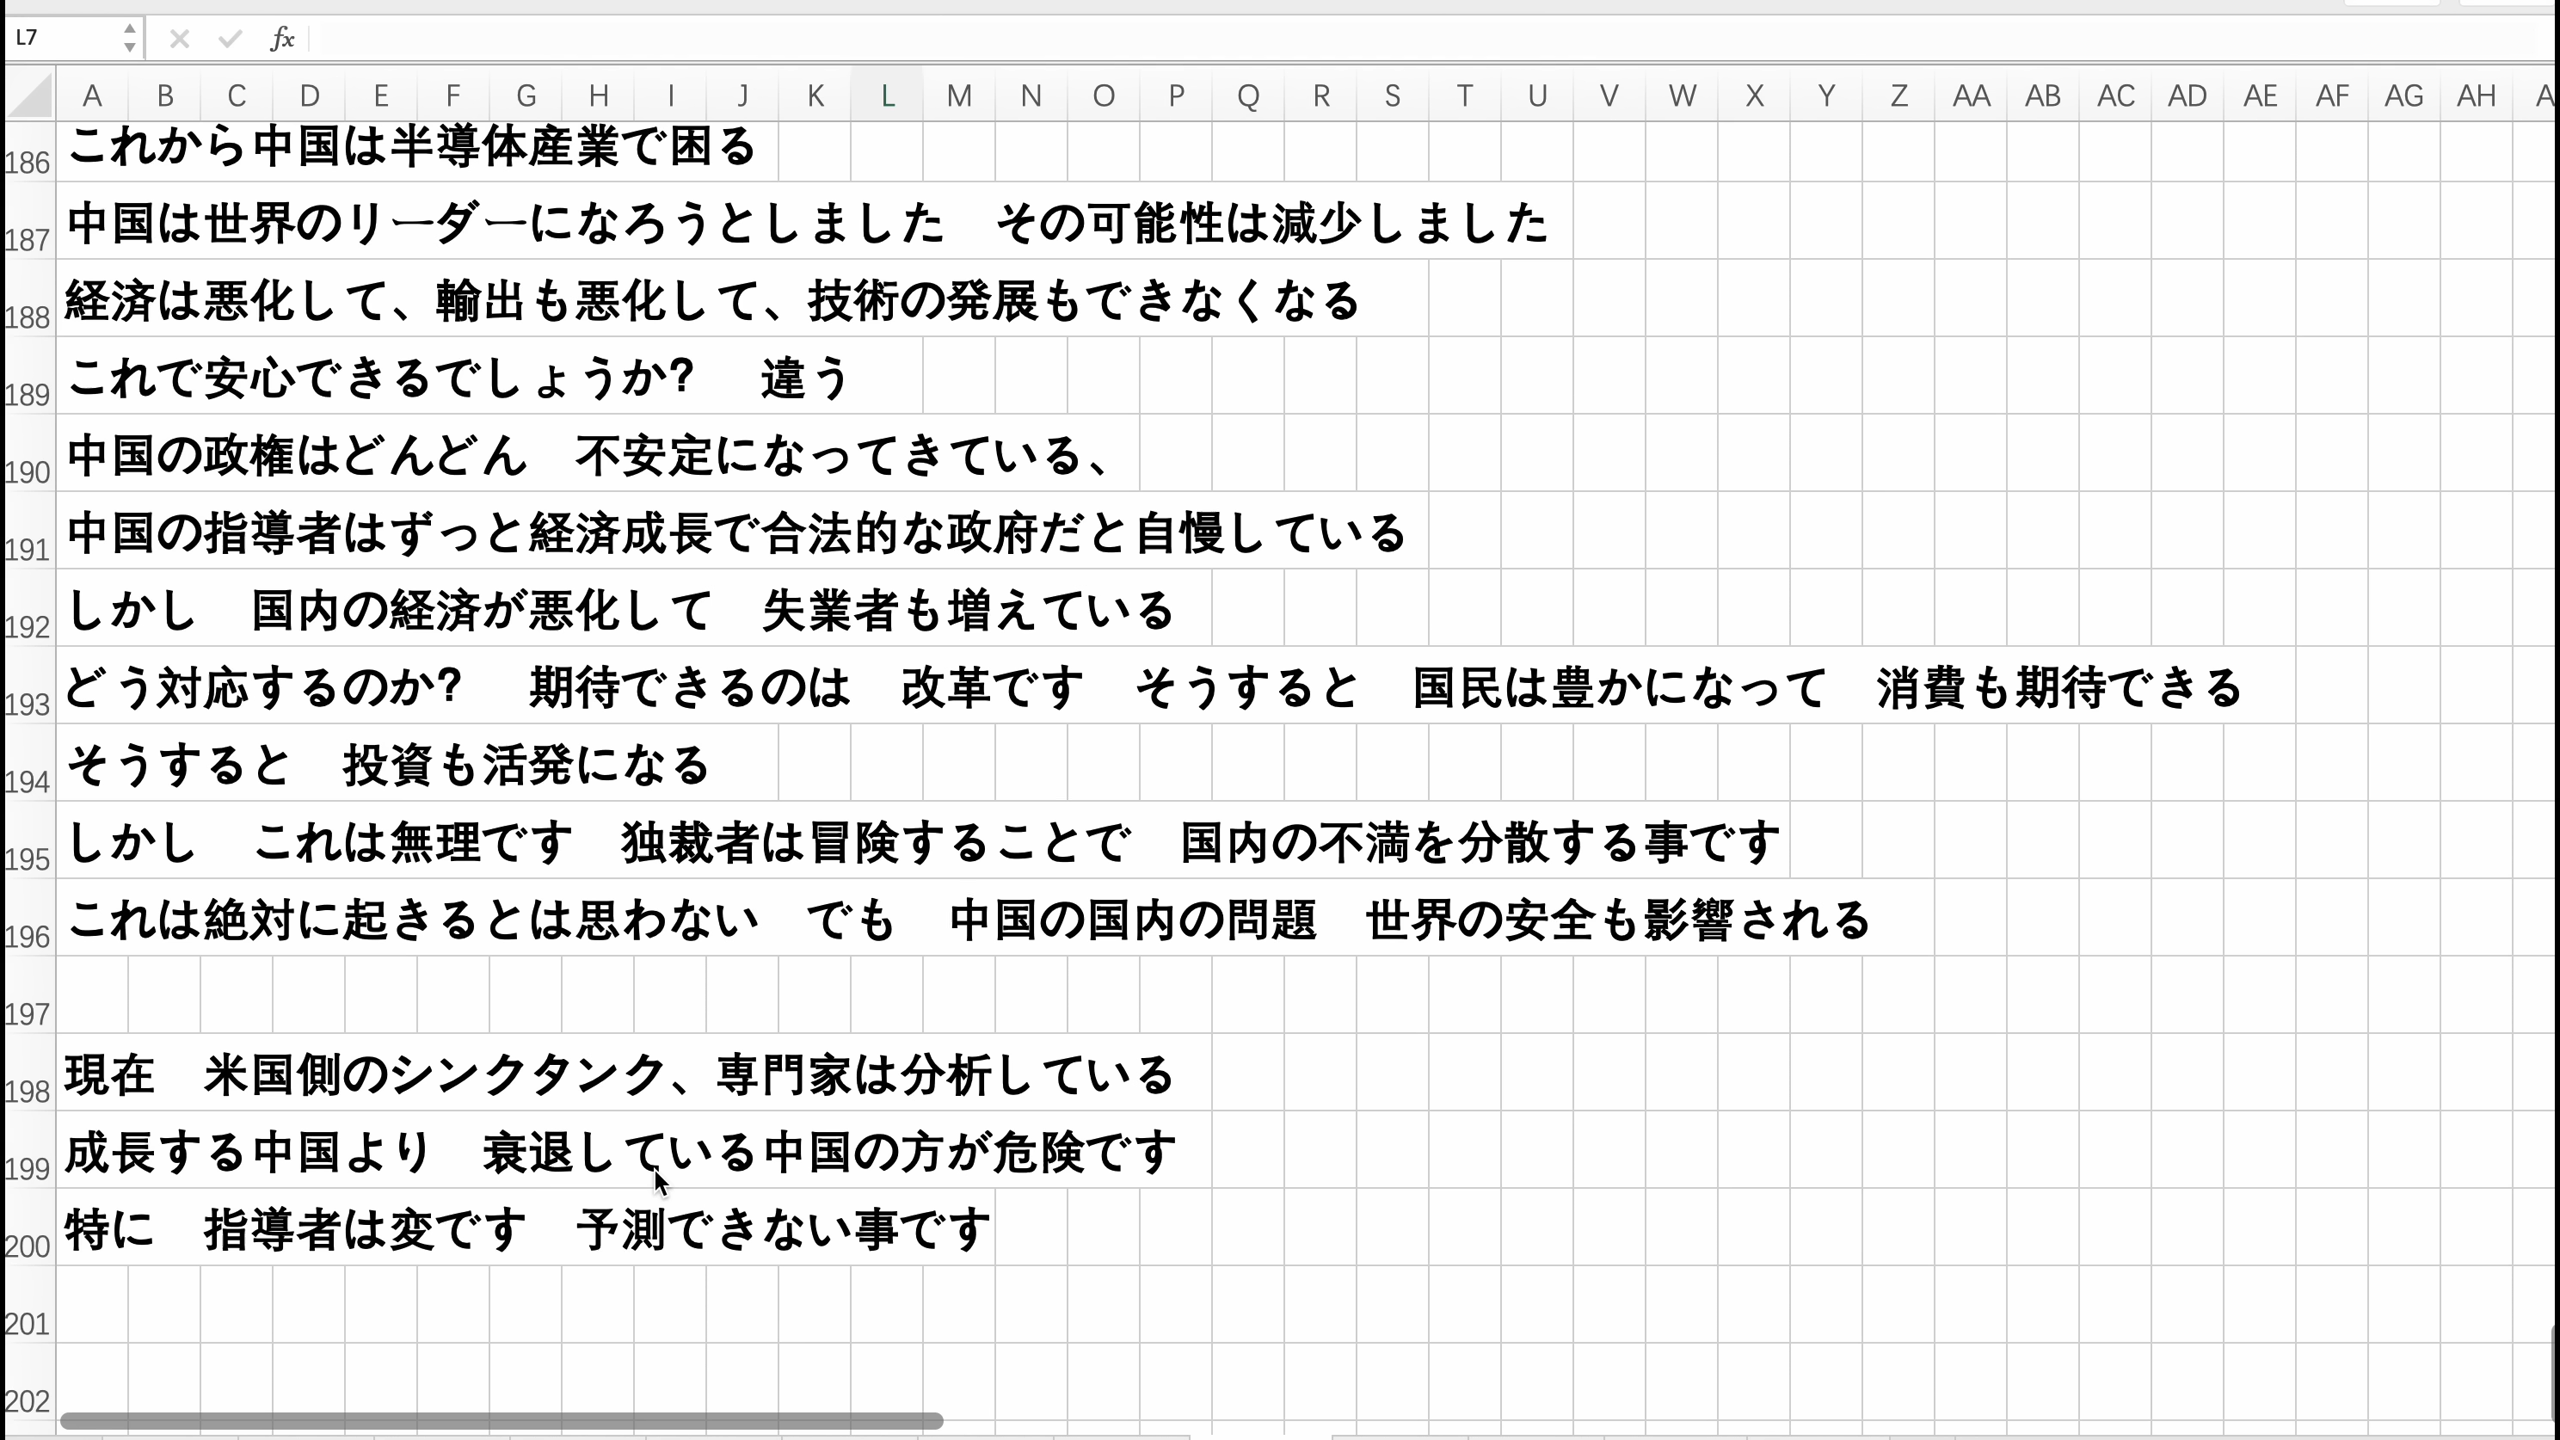 L7 fx
A B C D E F G H I J K L M N O P Q R S T U V W X Y Z AA AB AC AD AE AF AG AH A
186 これから中国は半導体産業で困る
187 中国は世界のリーダーになろうとしました　その可能性は減少しました
188 経済は悪化して、輸出も悪化して、技術の発展もできなくなる
189 これで安心できるでしょうか?　違う
190 中国の政権はどんどん　不安定になってきている、
191 中国の指導者はずっと経済成長で合法的な政府だと自慢している
192 しかし　国内の経済が悪化して　失業者も増えている
193 どう対応するのか?　期待できるのは　改革です　そうすると　国民は豊かになって　消費も期待できる
194 そうすると　投資も活発になる
195 しかし　これは無理です　独裁者は冒険することで　国内の不満を分散する事です
196 これは絶対に起きるとは思わない　でも　中国の国内の問題　世界の安全も影響される
197
198 現在　米国側のシンクタンク、専門家は分析している
199 成長する中国より　衰退している中国の方が危険です
200 特に　指導者は変です　予測できない事です
201
202